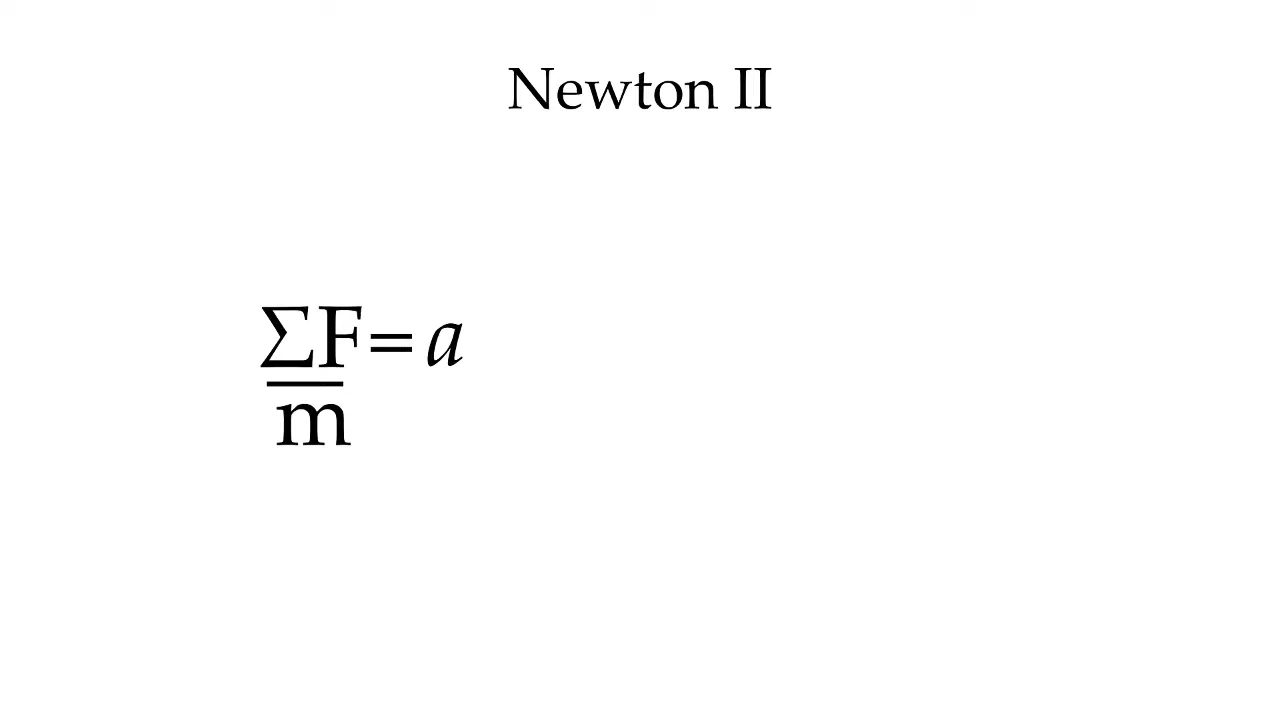 Newton II
ΣF = a
m